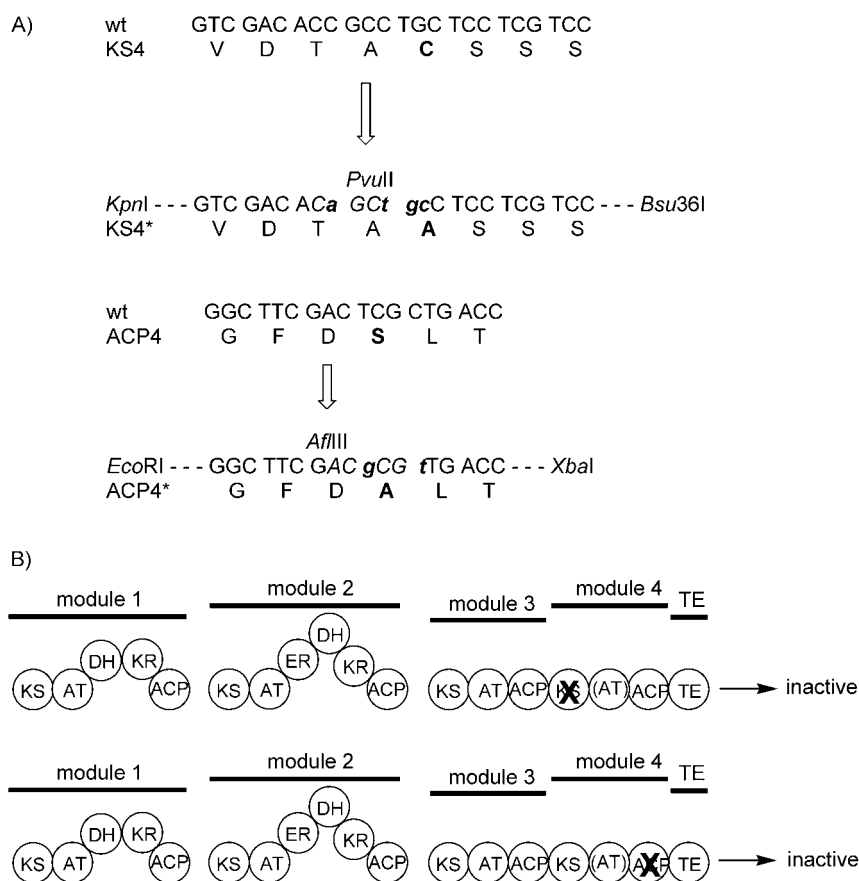 A)
wt GTC GAC ACC GCC TGC TCC TCG TCC
KS4 V D T A C S S S
PvuII
KpnI - - - GTC GAC ACa GCt gcC TCC TCG TCC - - - Bsu36I
KS4* V D T A A S S S
wt GGC TTC GAC TCG CTG ACC
ACP4 G F D S L T
AflIII
EcoRI - - - GGC TTC GAC gCG tTG ACC - - - XbaI
ACP4* G F D A L T
B)
module 1 module 2 module 3 module 4 TE
KS AT DH KR ACP KS AT ER DH KR ACP KS AT ACP KS (AT) ACP TE inactive
module 1 module 2 module 3 module 4 TE
KS AT DH KR ACP KS AT ER DH KR ACP KS AT ACP KS (AT) ACP TE inactive